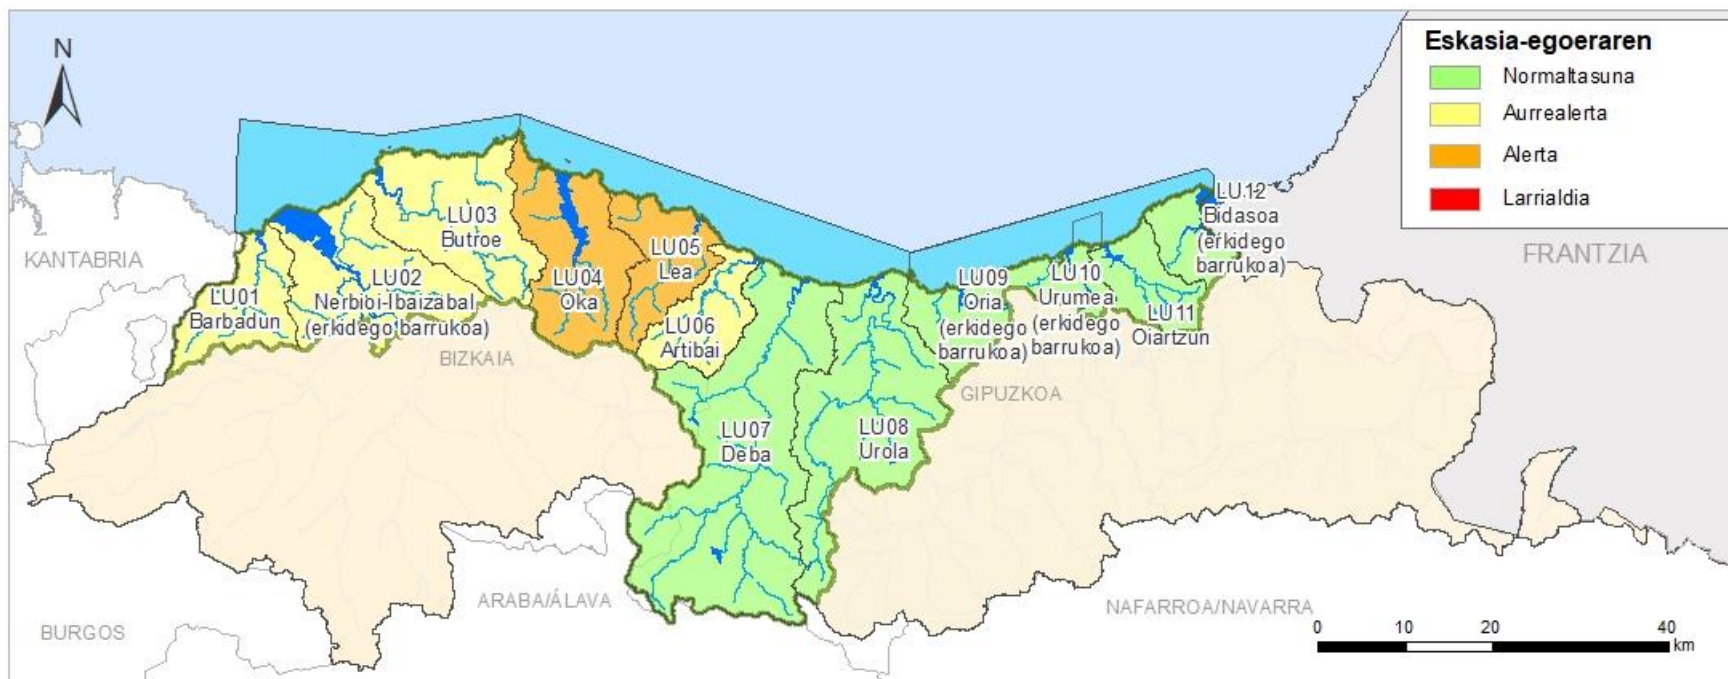 N
Eskasia-egoeraren
Normaltasuna
Aurrealerta
Alerta
Larrialdia
KANTABRIA
FRANTZIA
LU01
Barbadun
LU02
Nerbioi-Ibaizabal
(erkidego barrukoa)
LU03
Butroe
LU04
Oka
LU05
Lea
LU06
Artibai
LU07
Deba
LU08
Urola
LU09
Oria
(erkidego
barrukoa)
LU10
Urumea
(erkidego
barrukoa)
LU11
Oiartzun
LU12
Bidasoa
(erkidego
barrukoa)
BIZKAIA
GIPUZKOA
ARABA/ÁLAVA
NAFARROA/NAVARRA
BURGOS
0 10 20 40
km